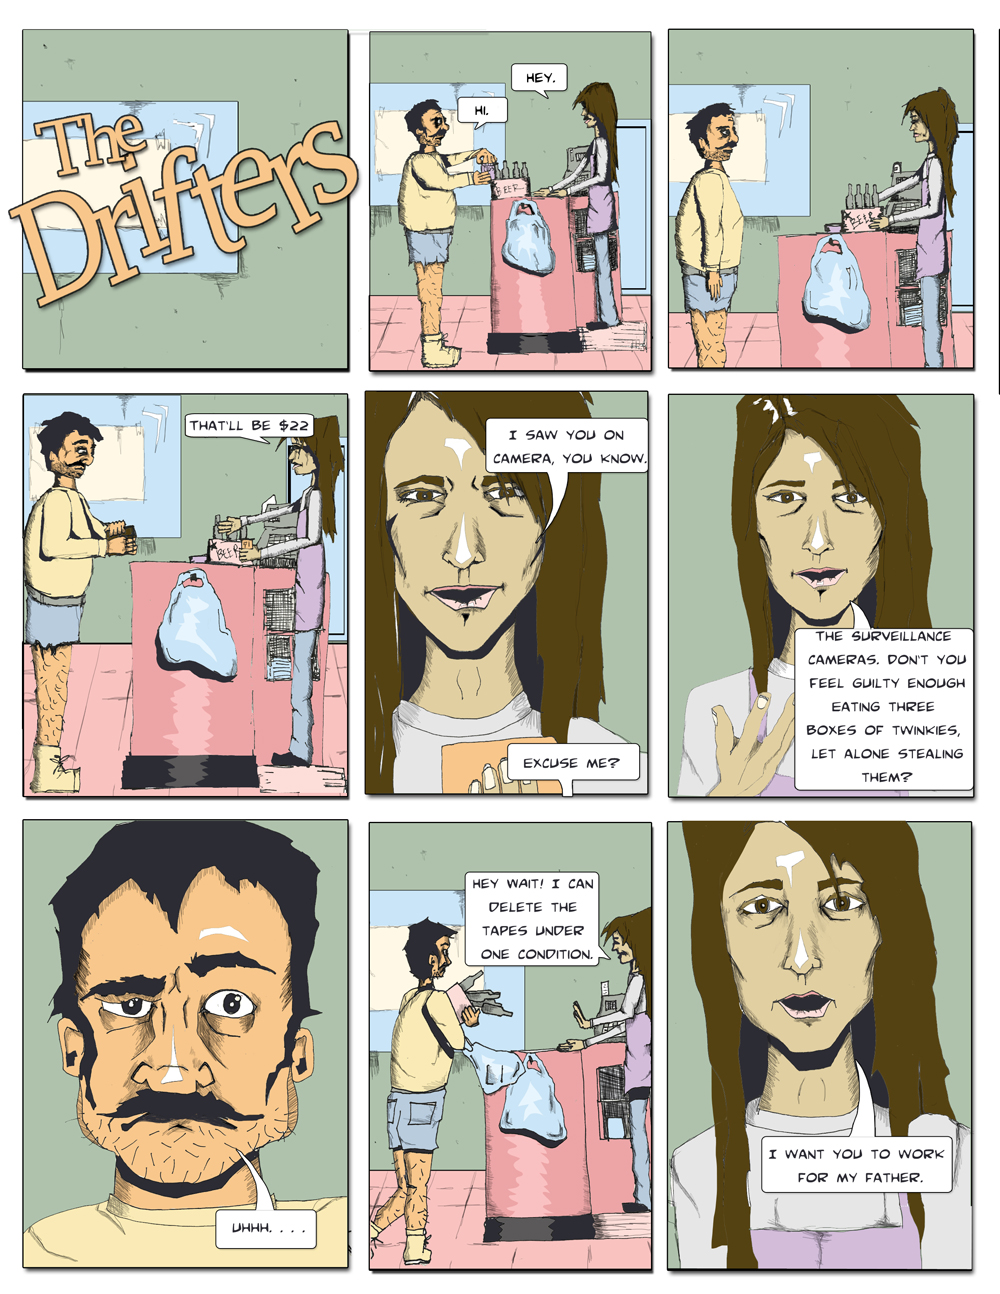 The
Drifters
HEY.
HI.
BEER
BEER
THAT'LL BE $22
BEER
I SAW YOU ON
CAMERA, YOU KNOW.
EXCUSE ME?
THE SURVEILLANCE
CAMERAS. DON'T YOU
FEEL GUILTY ENOUGH
EATING THREE
BOXES OF TWINKIES,
LET ALONE STEALING
THEM?
UHHH. . . .
HEY WAIT! I CAN
DELETE THE
TAPES UNDER
ONE CONDITION.
I WANT YOU TO WORK
FOR MY FATHER.